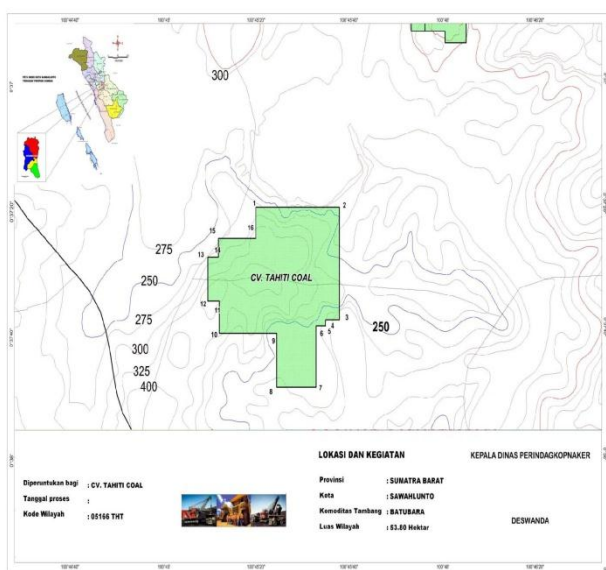 300
1
2
15
16
14
13
275
CV. TAHITI COAL
250
12
11
275
3
4
5
6
250
10
9
300
325
400
8
7
LOKASI DAN KEGIATAN
KEPALA DINAS PERINDAGKOPNAKER
Diperuntukan bagi : CV. TAHITI COAL
Tanggal proses :
Kode Wilayah : 05166 THT
Provinsi : SUMATRA BARAT
Kota : SAWAHLUNTO
Komoditas Tambang : BATUBARA
Luas Wilayah : 53.80 Hektar
DESWANDA